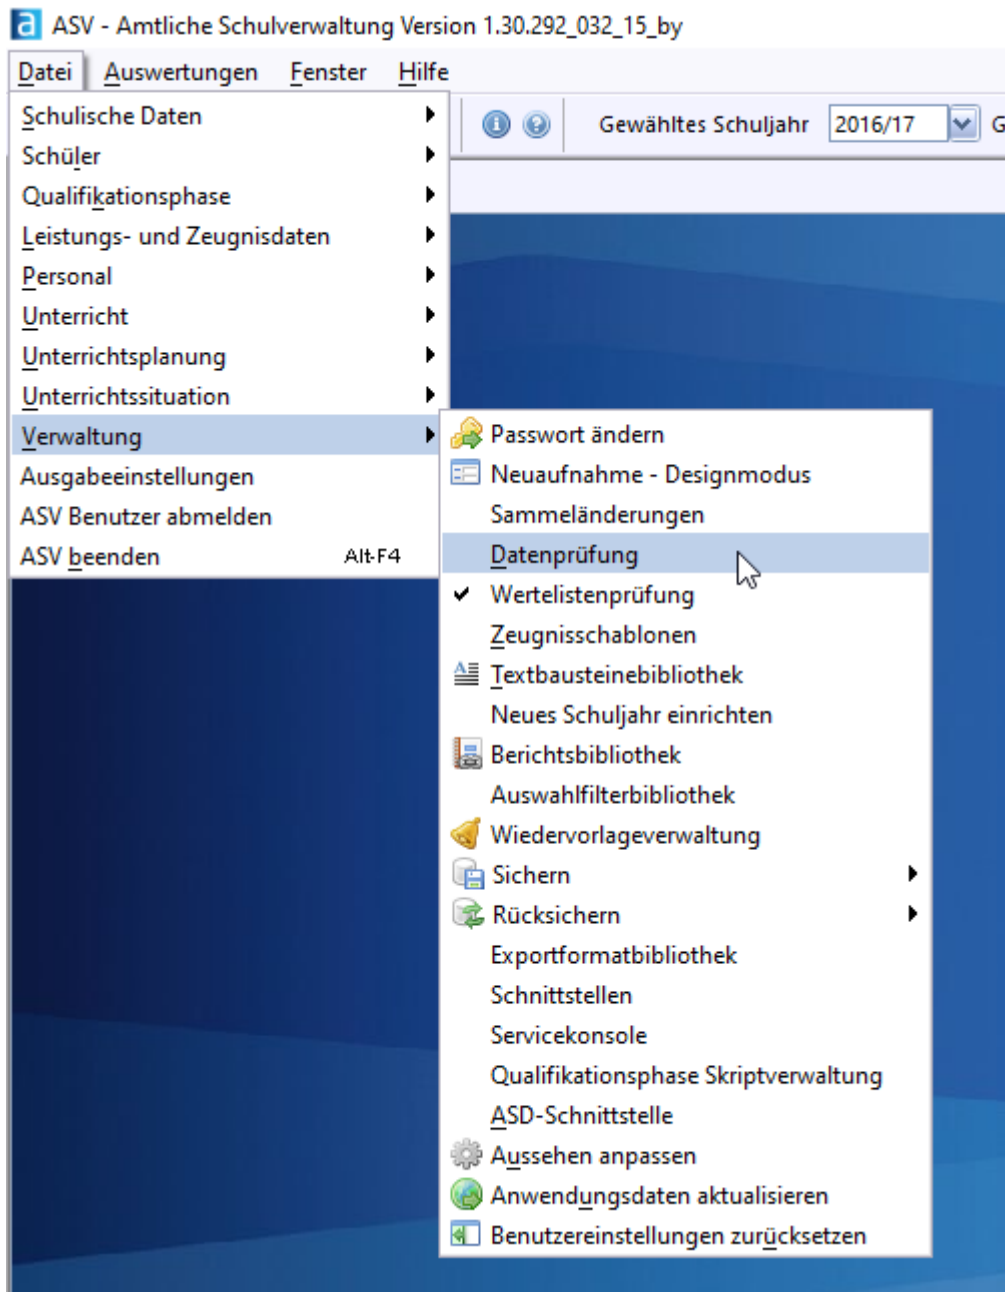 a ASV - Amtliche Schulverwaltung Version 1.30.292_032_15_by
Datei Auswertungen Fenster Hilfe
Gewähltes Schuljahr 2016/17 G
Schulische Daten
Schüler
Qualifikationsphase
Leistungs- und Zeugnisdaten
Personal
Unterricht
Unterrichtsplanung
Unterrichtssituation
Verwaltung
Ausgabeeinstellungen
ASV Benutzer abmelden
ASV beenden Alt-F4
Passwort ändern
Neuaufnahme - Designmodus
Sammeländerungen
Datenprüfung
Wertelistenprüfung
Zeugnisschablonen
Textbausteinebibliothek
Neues Schuljahr einrichten
Berichtsbibliothek
Auswahlfilterbibliothek
Wiedervorlageverwaltung
Sichern
Rücksichern
Exportformatbibliothek
Schnittstellen
Servicekonsole
Qualifikationsphase Skriptverwaltung
ASD-Schnittstelle
Aussehen anpassen
Anwendungsdaten aktualisieren
Benutzereinstellungen zurücksetzen